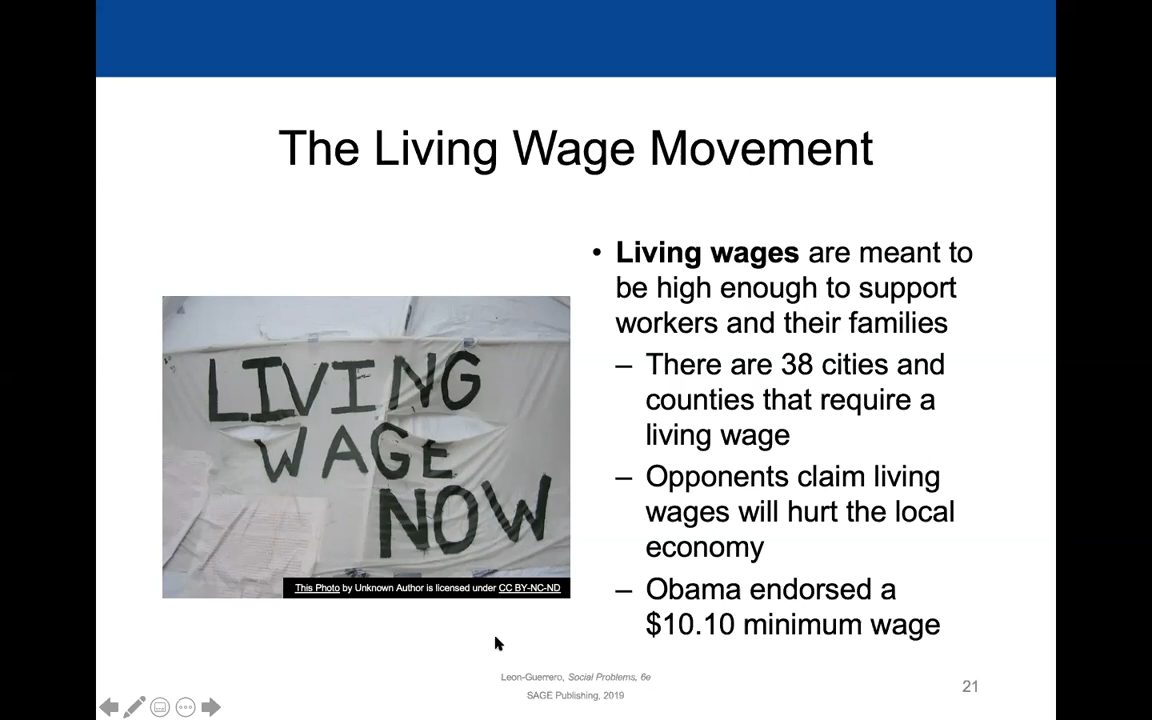 The Living Wage Movement
• Living wages are meant to
be high enough to support
workers and their families
– There are 38 cities and
counties that require a
living wage
– Opponents claim living
wages will hurt the local
economy
– Obama endorsed a
$10.10 minimum wage
LIVING
WAGE
NOW
This Photo by Unknown Author is licensed under CC BY-NC-ND
Leon-Guerrero, Social Problems, 6e
SAGE Publishing, 2019
21